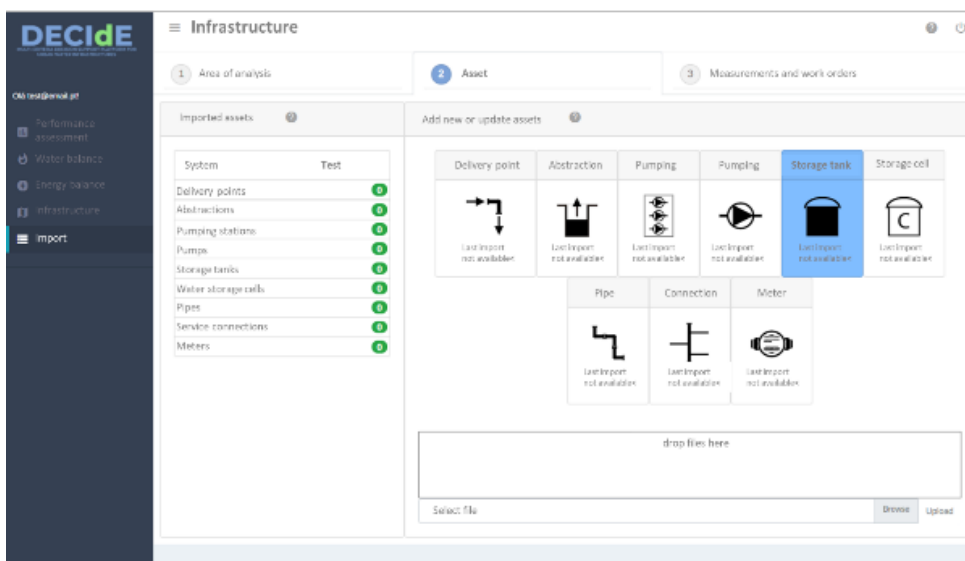 DECIdE
Infrastructure
Olá test@email.pt!
Performance
assessment
Water balance
Energy balance
Infrastructure
Import
1 Area of analysis
2 Asset
3 Measurements and work orders
Imported assets
System Test
Delivery points 0
Abstractions 0
Pumping stations 0
Pumps 0
Storage tanks 0
Water storage cells 0
Pipes 0
Service connections 0
Meters 0
Add new or update assets
Delivery point Abstraction Pumping Pumping Storage tank Storage cell
C
Last import Last import Last import Last import Last import Last import
not available< not available< not available< not available< not available< not available<
Pipe Connection Meter
Last import Last import Last import
not available< not available< not available<
drop files here
Select file Browse Upload